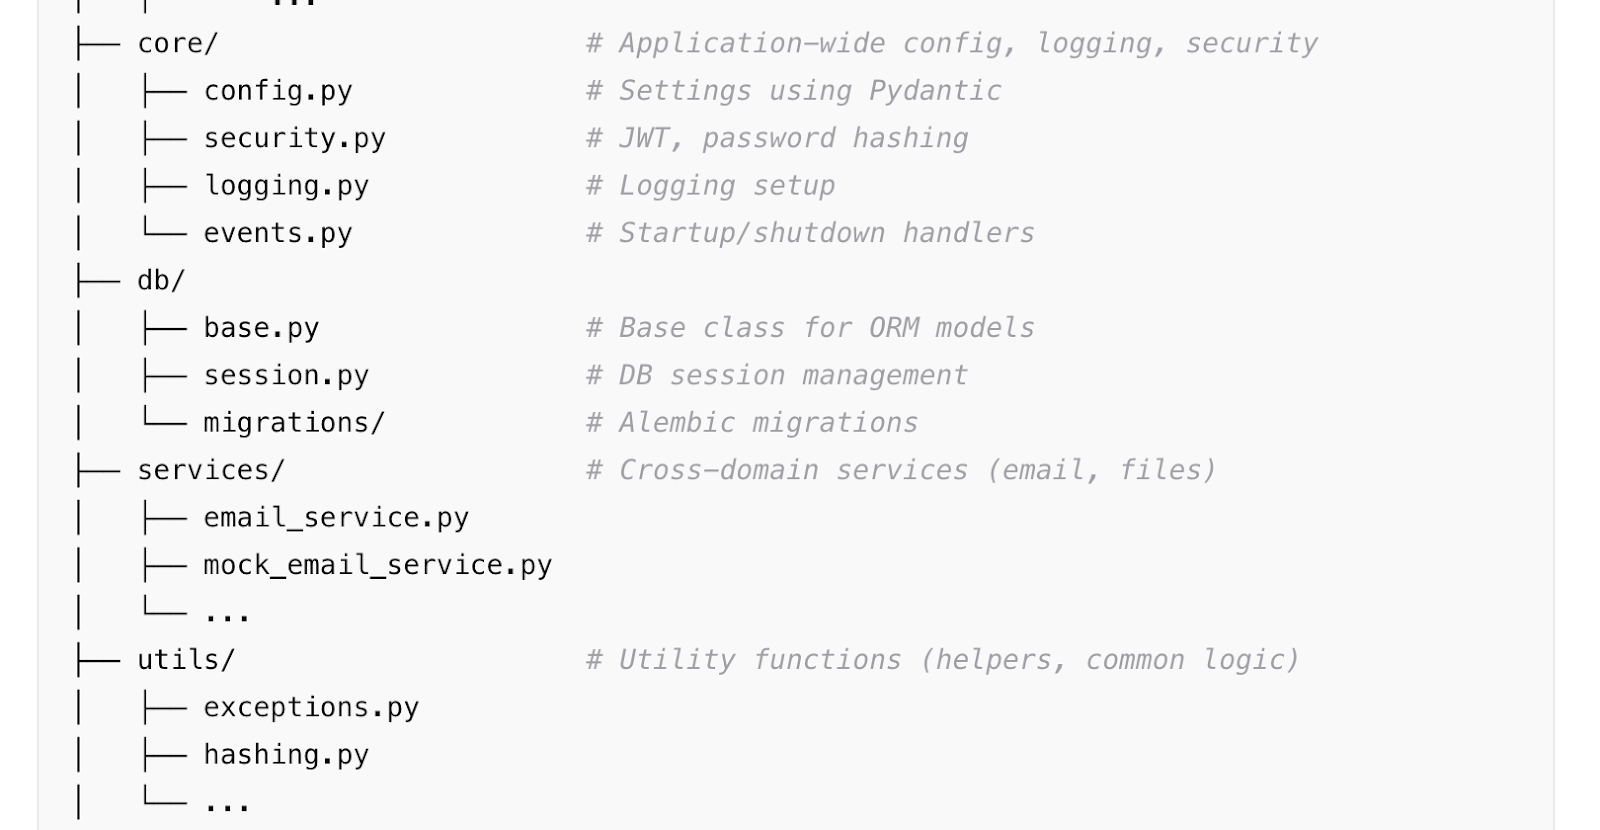 │   │   ...
├── core/ # Application-wide config, logging, security
│   ├── config.py # Settings using Pydantic
│   ├── security.py # JWT, password hashing
│   ├── logging.py # Logging setup
│   └── events.py # Startup/shutdown handlers
├── db/
│   ├── base.py # Base class for ORM models
│   ├── session.py # DB session management
│   └── migrations/ # Alembic migrations
├── services/ # Cross-domain services (email, files)
│   ├── email_service.py
│   ├── mock_email_service.py
│   └── ...
├── utils/ # Utility functions (helpers, common logic)
│   ├── exceptions.py
│   ├── hashing.py
│   └── ...